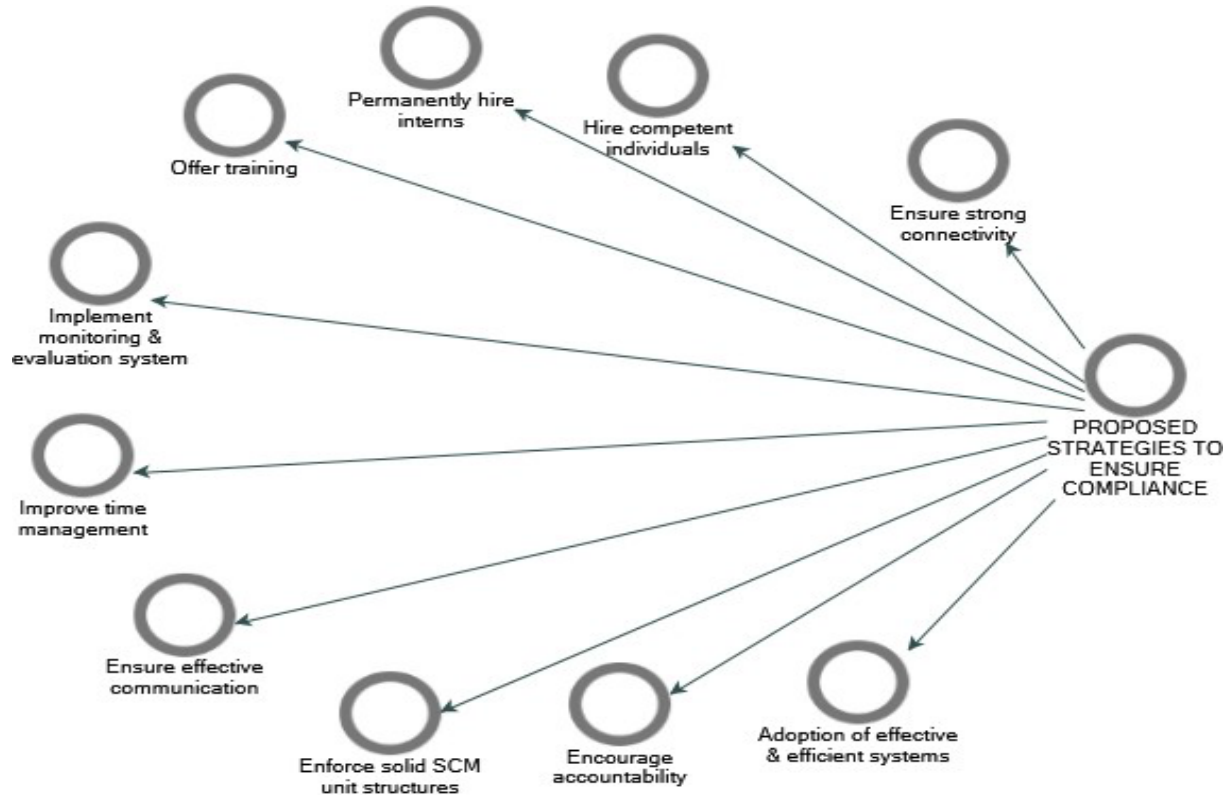 Permanently hire
interns
Hire competent
individuals
Offer training
Ensure strong
connectivity
Implement
monitoring &
evaluation system
PROPOSED
STRATEGIES TO
ENSURE
COMPLIANCE
Improve time
management
Ensure effective
communication
Enforce solid SCM
unit structures
Encourage
accountability
Adoption of effective
& efficient systems